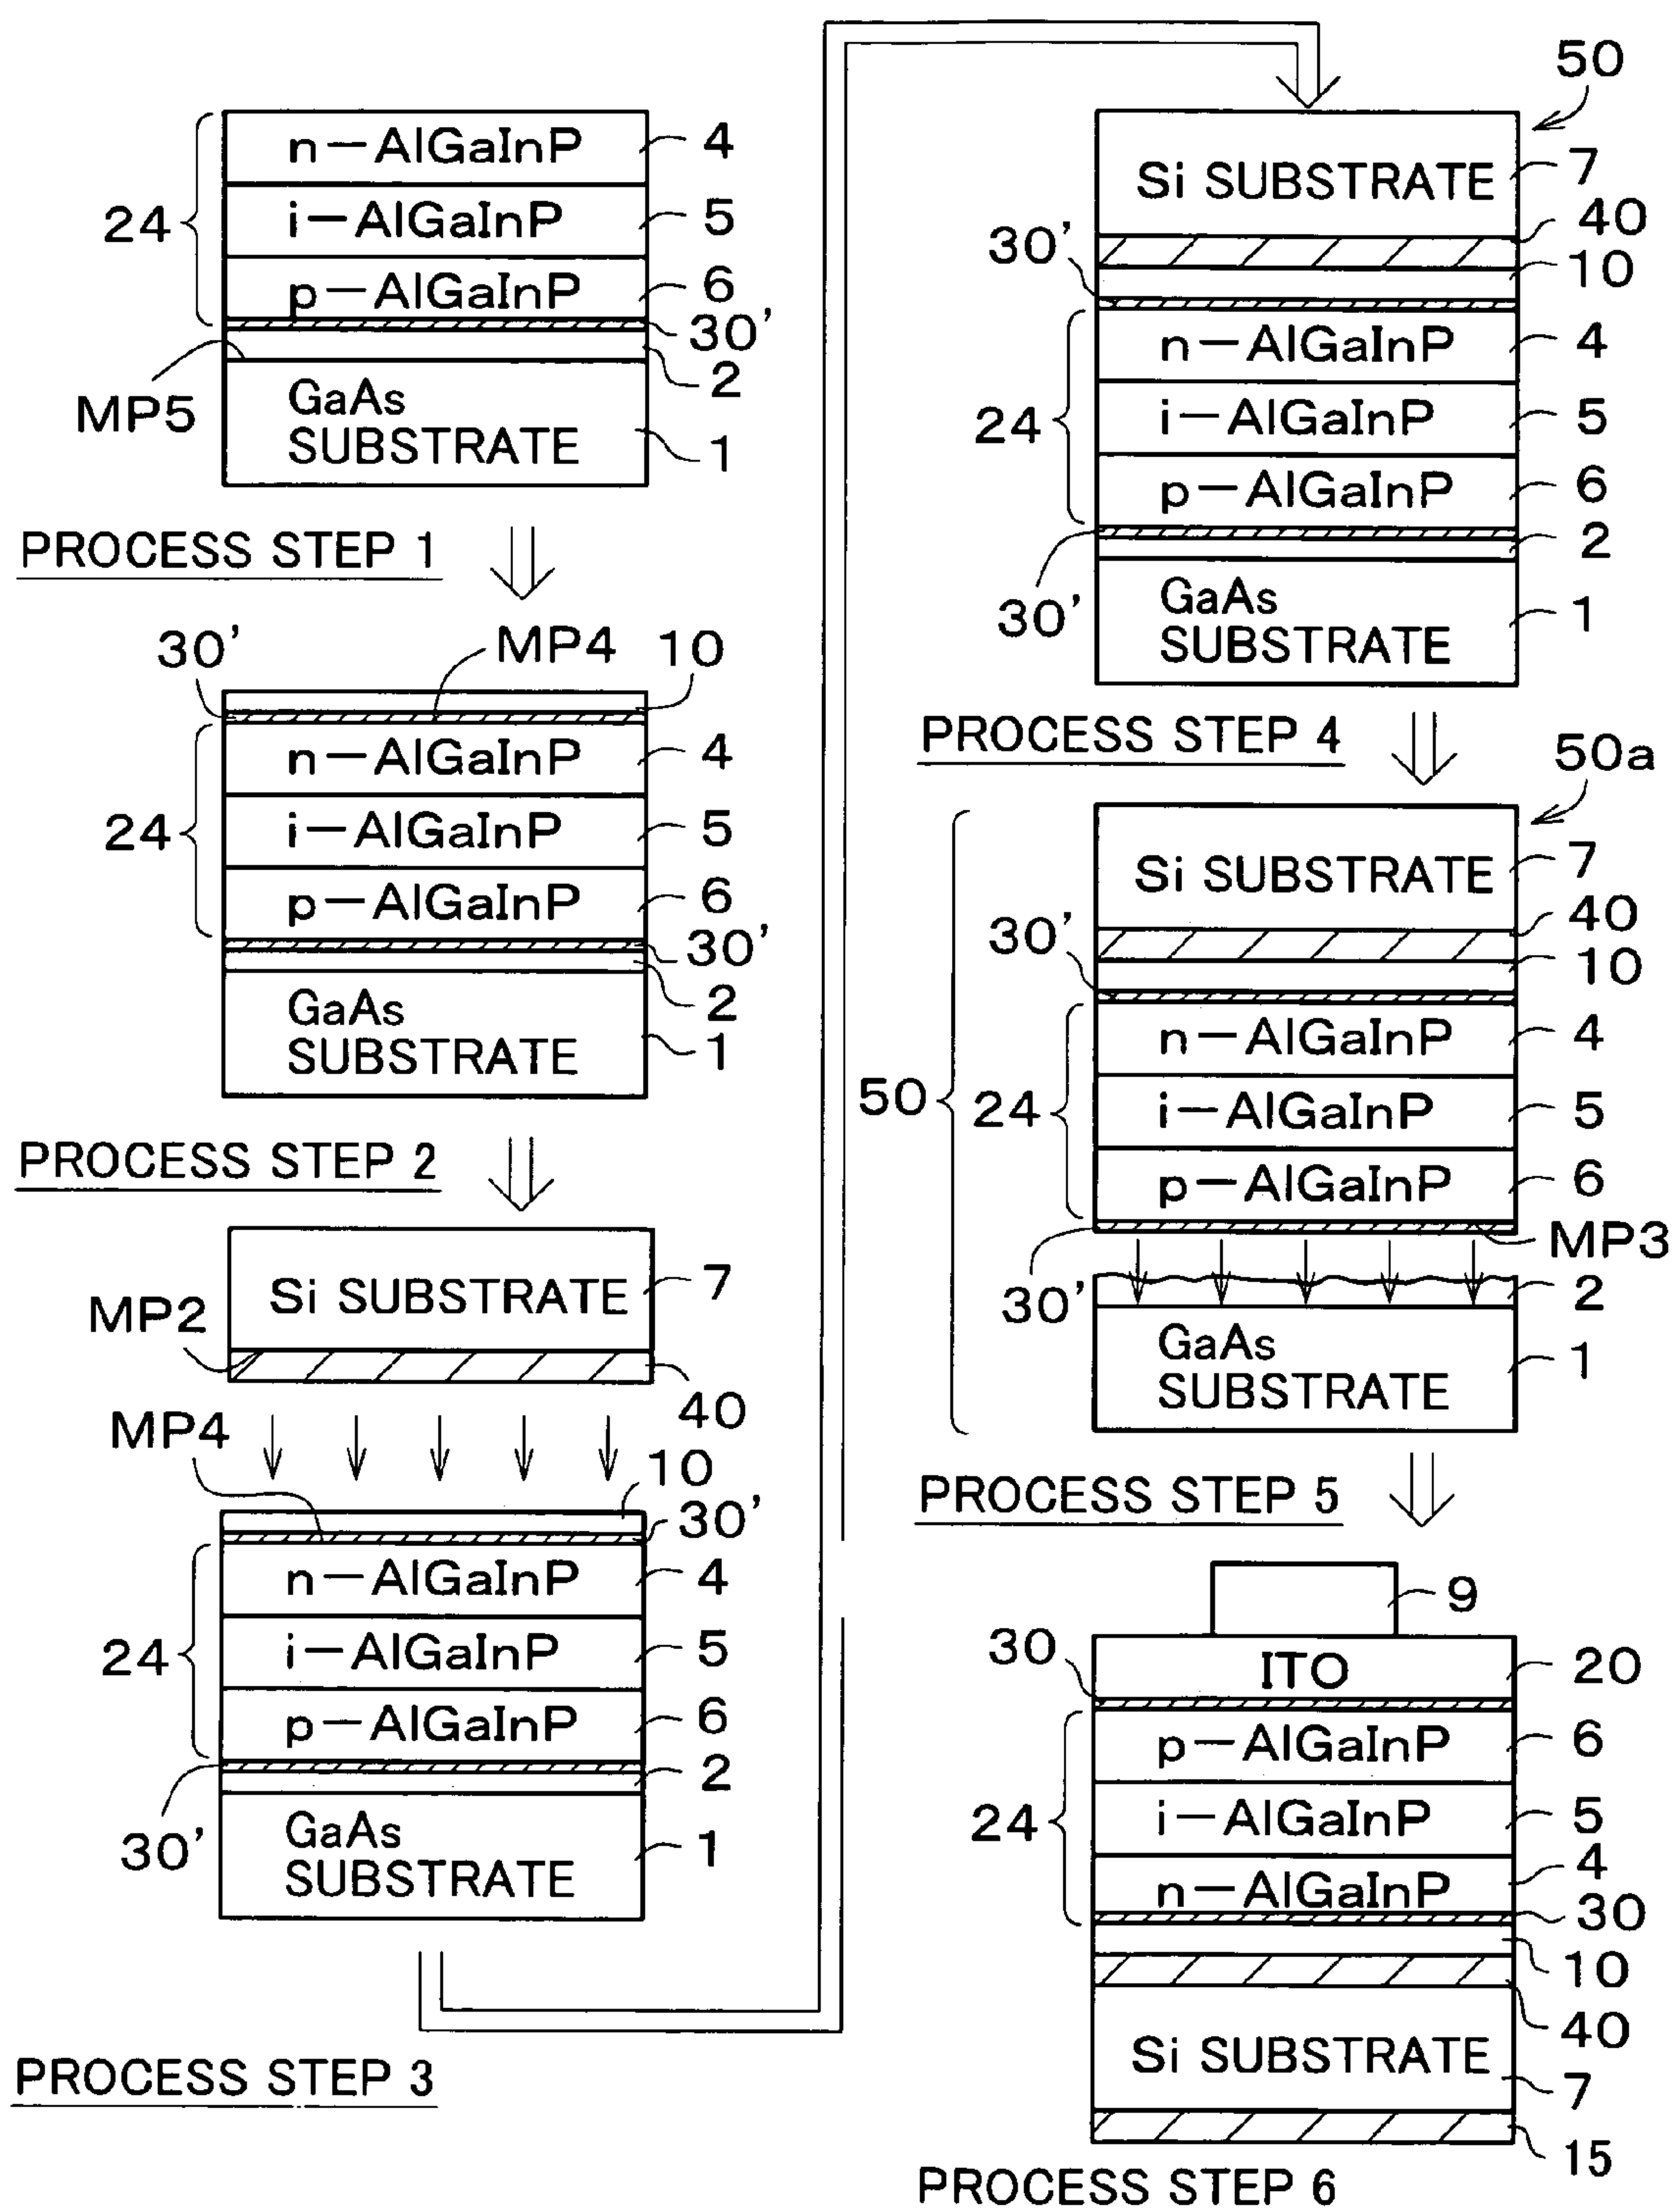 n-AlGaInP 4
24 i-AlGaInP 5
p-AlGaInP 6
30'
2
MP5
GaAs
SUBSTRATE 1
PROCESS STEP 1
30' MP4 10
n-AlGaInP 4
24 i-AlGaInP 5
p-AlGaInP 6
30'
2
GaAs
SUBSTRATE 1
PROCESS STEP 2
Si SUBSTRATE 7
MP2
40
MP4
10
30'
n-AlGaInP 4
24 i-AlGaInP 5
p-AlGaInP 6
2
30'
GaAs
SUBSTRATE 1
PROCESS STEP 3
50
Si SUBSTRATE 7
40
30' 10
n-AlGaInP 4
24 i-AlGaInP 5
p-AlGaInP 6
2
30'
GaAs
SUBSTRATE 1
PROCESS STEP 4
50a
Si SUBSTRATE 7
40
30' 10
n-AlGaInP 4
50 24 i-AlGaInP 5
p-AlGaInP 6
MP3
30' 2
GaAs
SUBSTRATE 1
PROCESS STEP 5
9
30 ITO 20
p-AlGaInP 6
24 i-AlGaInP 5
n-AlGaInP 4
30
10
40
Si SUBSTRATE 7
15
PROCESS STEP 6